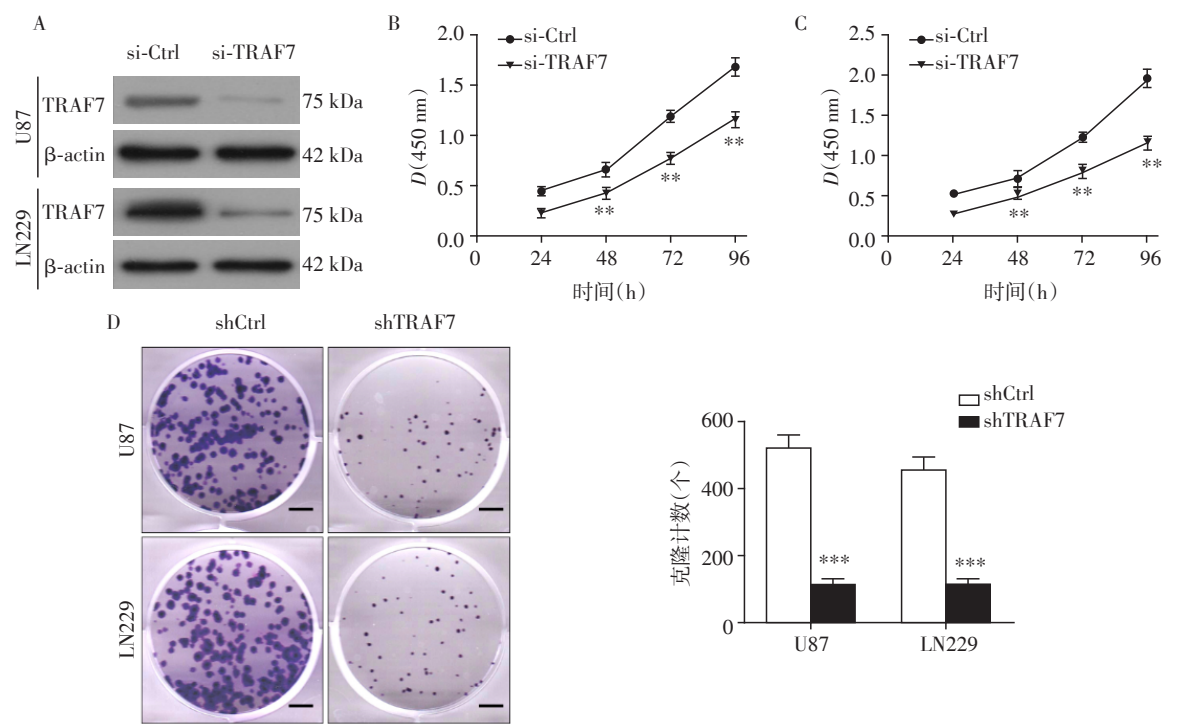 A
si-Ctrl si-TRAF7
U87
TRAF7 75 kDa
β-actin 42 kDa
LN229
TRAF7 75 kDa
β-actin 42 kDa
B
si-Ctrl
si-TRAF7
D(450 nm)
2.0
1.5
1.0
0.5
0.0
** ** **
0 24 48 72 96
时间(h)
C
si-Ctrl
si-TRAF7
D(450 nm)
2.5
2.0
1.5
1.0
0.5
0.0
** ** **
0 24 48 72 96
时间(h)
D
shCtrl shTRAF7
U87
LN229
shCtrl
shTRAF7
克隆计数(个)
600
400
200
0
*** ***
U87 LN229